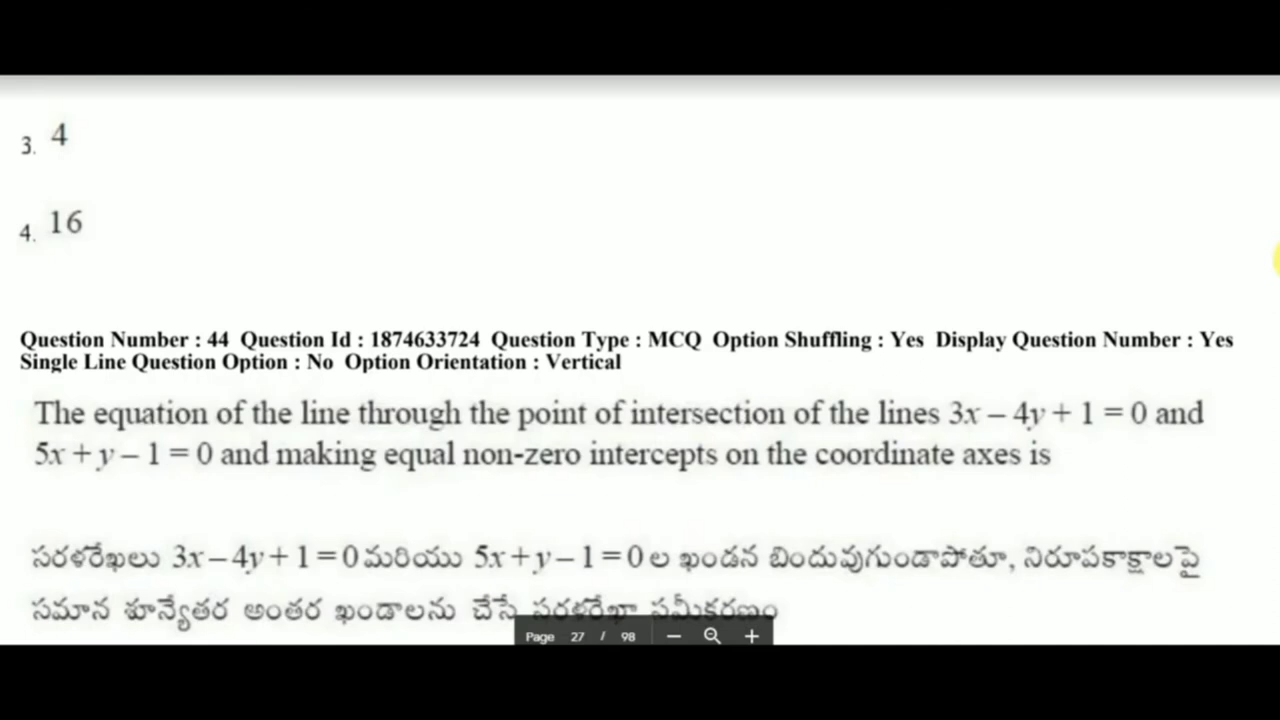 3. 4
4. 16
Question Number : 44 Question Id : 1874633724 Question Type : MCQ Option Shuffling : Yes Display Question Number : Yes
Single Line Question Option : No Option Orientation : Vertical
The equation of the line through the point of intersection of the lines 3x – 4y + 1 = 0 and
5x + y – 1 = 0 and making equal non-zero intercepts on the coordinate axes is
సరళరేఖలు 3x – 4y + 1 = 0 మరియు 5x + y – 1 = 0 ల ఖండన బిందువుగుండాపోతూ, నిరూపకాక్షాలపై
సమాన శూన్యేతర అంతర ఖండాలను చేసే సరళరేఖా సమీకరణం
Page 27 / 98 − +